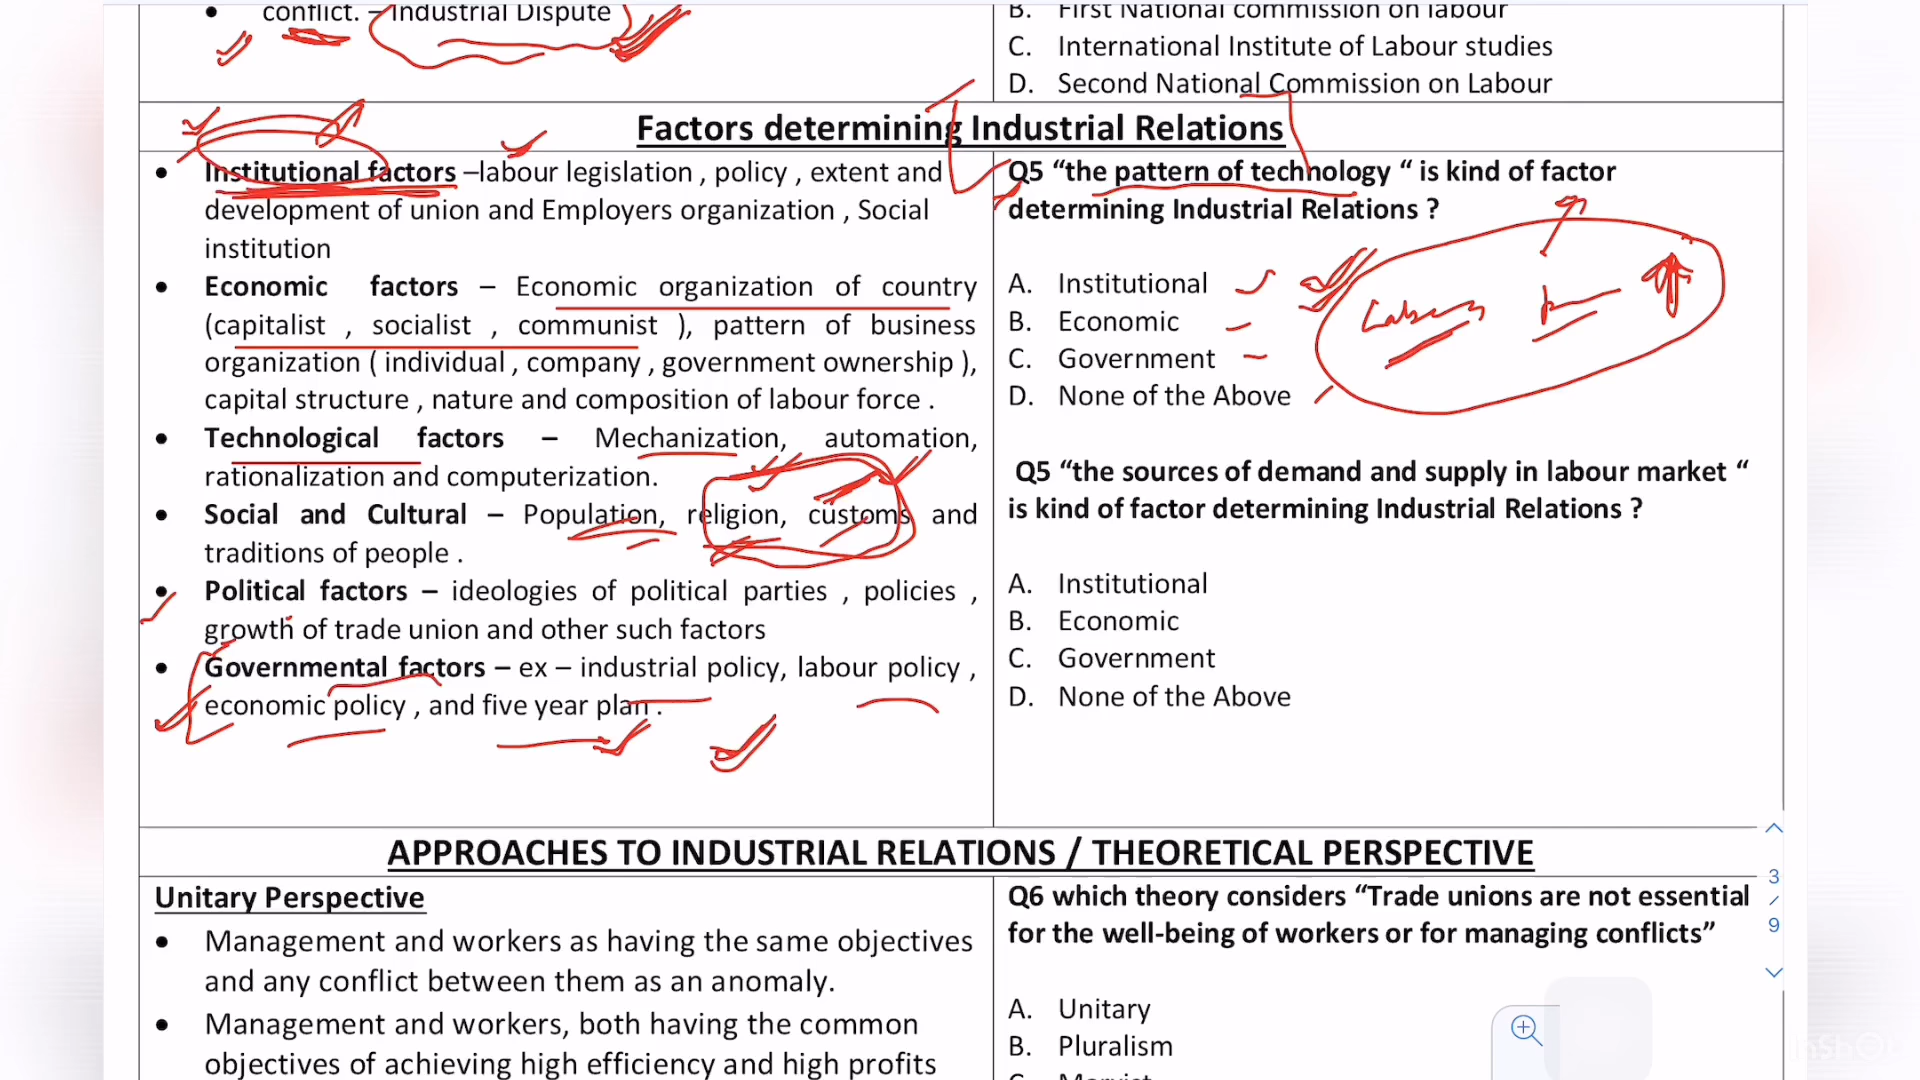 conflict. – Industrial Dispute
B. First National commission on labour
C. International Institute of Labour studies
D. Second National Commission on Labour
Factors determining Industrial Relations
• Institutional factors –labour legislation , policy , extent and
development of union and Employers organization , Social
institution
• Economic factors – Economic organization of country
(capitalist , socialist , communist ), pattern of business
organization ( individual , company , government ownership ),
capital structure , nature and composition of labour force .
• Technological factors – Mechanization, automation,
rationalization and computerization.
• Social and Cultural – Population, religion, customs and
traditions of people .
• Political factors – ideologies of political parties , policies ,
growth of trade union and other such factors
• Governmental factors – ex – industrial policy, labour policy ,
economic policy , and five year plan .
Q5 “the pattern of technology “ is kind of factor
determining Industrial Relations ?
A. Institutional
B. Economic
C. Government
D. None of the Above
Labour
Q5 “the sources of demand and supply in labour market “
is kind of factor determining Industrial Relations ?
A. Institutional
B. Economic
C. Government
D. None of the Above
APPROACHES TO INDUSTRIAL RELATIONS / THEORETICAL PERSPECTIVE
Unitary Perspective
• Management and workers as having the same objectives
and any conflict between them as an anomaly.
• Management and workers, both having the common
objectives of achieving high efficiency and high profits
Q6 which theory considers “Trade unions are not essential
for the well-being of workers or for managing conflicts”
A. Unitary
B. Pluralism
C. Marxist
3
/
9